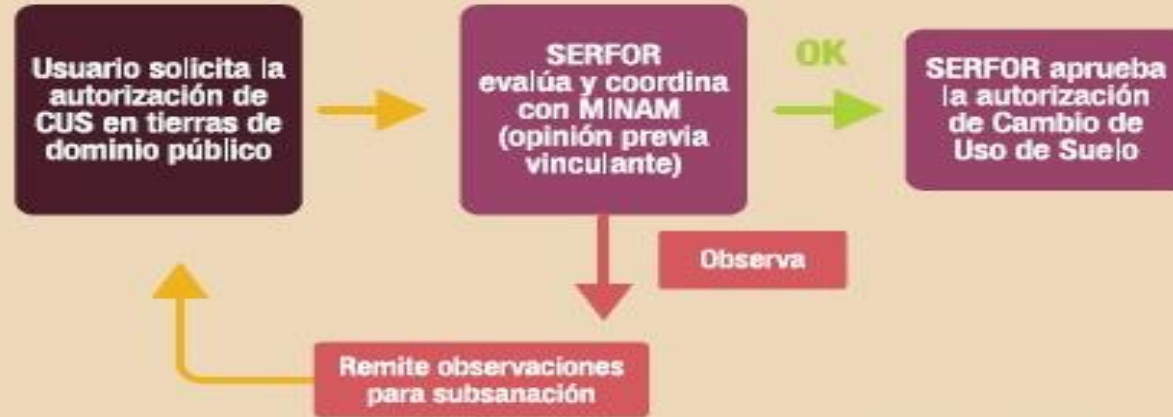 Usuario solicita la
autorización de
CUS en tierras de
dominio público
SERFOR
evalúa y coordina
con MINAM
(opinión previa
vinculante)
OK
SERFOR aprueba
la autorización
de Cambio de
Uso de Suelo
Observa
Remite observaciones
para subsanación